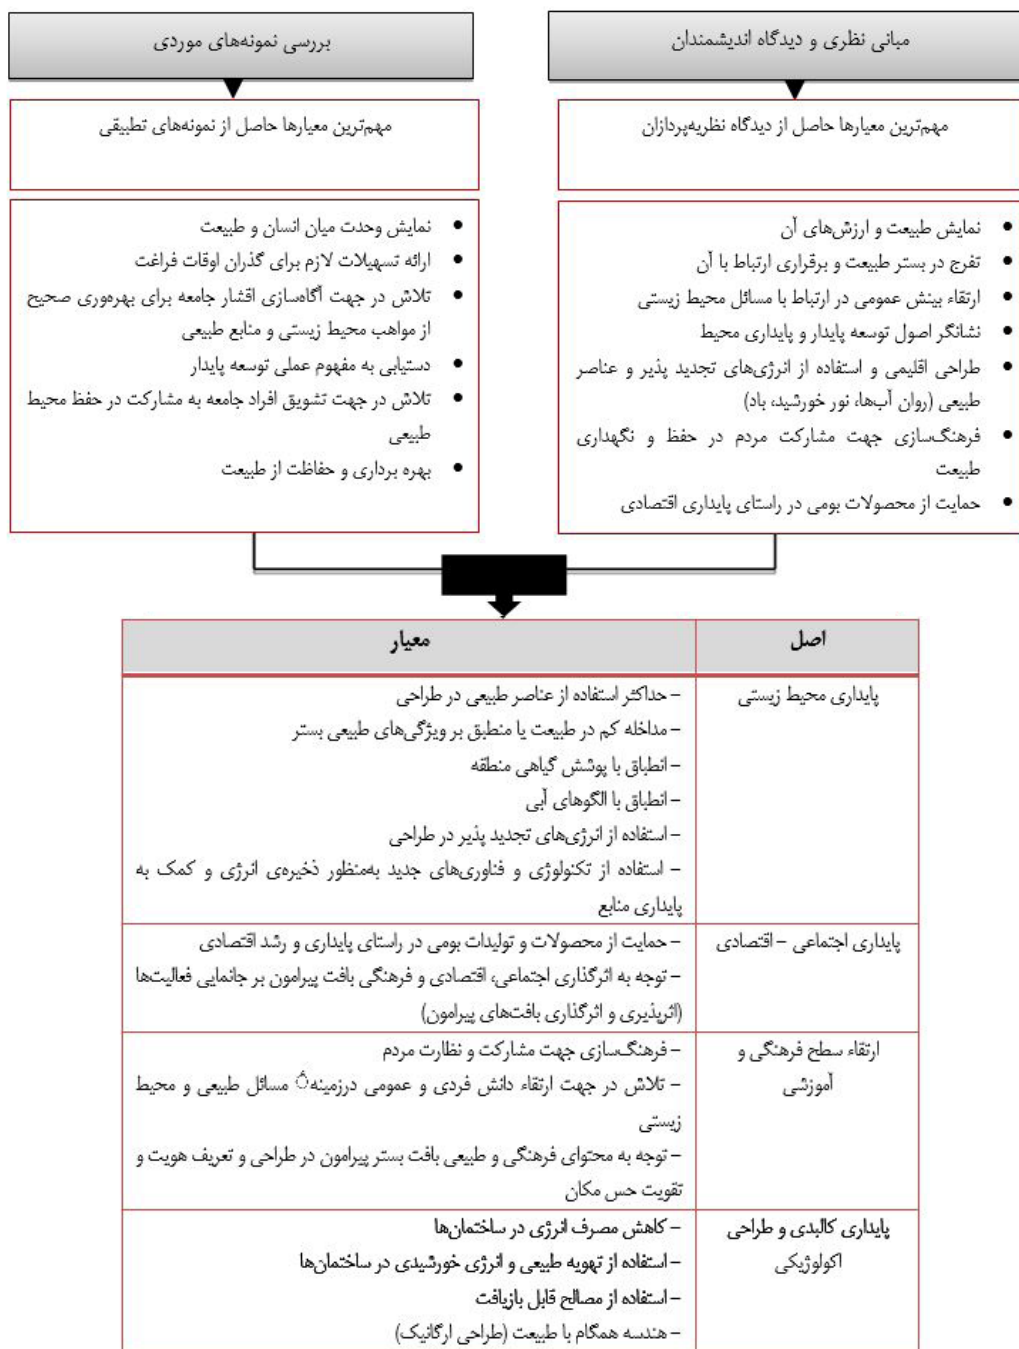 مبانی نظری و دیدگاه اندیشمندان
مهم‌ترین معیارها حاصل از دیدگاه نظریه‌پردازان
● نمایش طبیعت و ارزش‌های آن
● تفرج در بستر طبیعت و برقراری ارتباط با آن
● ارتقاء بینش عمومی در ارتباط با مسائل محیط زیستی
● نشانگر اصول توسعه پایدار و پایداری محیط
● طراحی اقلیمی و استفاده از انرژی‌های تجدید پذیر و عناصر
طبیعی (روان آب‌ها، نور خورشید، باد)
● فرهنگ‌سازی جهت مشارکت مردم در حفظ و نگهداری
طبیعت
● حمایت از محصولات بومی در راستای پایداری اقتصادی
بررسی نمونه‌های موردی
مهم‌ترین معیارها حاصل از نمونه‌های تطبیقی
● نمایش وحدت میان انسان و طبیعت
● ارائه تسهیلات لازم برای گذران اوقات فراغت
● تلاش در جهت آگاه‌سازی اقشار جامعه برای بهره‌وری صحیح
از مواهب محیط زیستی و منابع طبیعی
● دستیابی به مفهوم عملی توسعه پایدار
● تلاش در جهت تشویق افراد جامعه به مشارکت در حفظ محیط
طبیعی
● بهره برداری و حفاظت از طبیعت
اصل
معیار
پایداری محیط زیستی
– حداکثر استفاده از عناصر طبیعی در طراحی
– مداخله کم در طبیعت یا منطبق بر ویژگی‌های طبیعی بستر
– انطباق با پوشش گیاهی منطقه
– انطباق با الگوهای آبی
– استفاده از انرژی‌های تجدید پذیر در طراحی
– استفاده از تکنولوژی و فناوری‌های جدید به‌منظور ذخیره‌ی انرژی و کمک به
پایداری منابع
پایداری اجتماعی – اقتصادی
– حمایت از محصولات و تولیدات بومی در راستای پایداری و رشد اقتصادی
– توجه به اثرگذاری اجتماعی، اقتصادی و فرهنگی بافت پیرامون بر جانمایی فعالیت‌ها
(اثرپذیری و اثرگذاری بافت‌های پیرامون)
ارتقاء سطح فرهنگی و
آموزشی
– فرهنگ‌سازی جهت مشارکت و نظارت مردم
– تلاش در جهت ارتقاء دانش فردی و عمومی درزمینهٔ مسائل طبیعی و محیط
زیستی
– توجه به محتوای فرهنگی و طبیعی بافت بستر پیرامون در طراحی و تعریف هویت و
تقویت حس مکان
پایداری کالبدی و طراحی
اکولوژیکی
– کاهش مصرف انرژی در ساختمان‌ها
– استفاده از تهویه طبیعی و انرژی خورشیدی در ساختمان‌ها
– استفاده از مصالح قابل بازیافت
– هندسه همگام با طبیعت (طراحی ارگانیک)